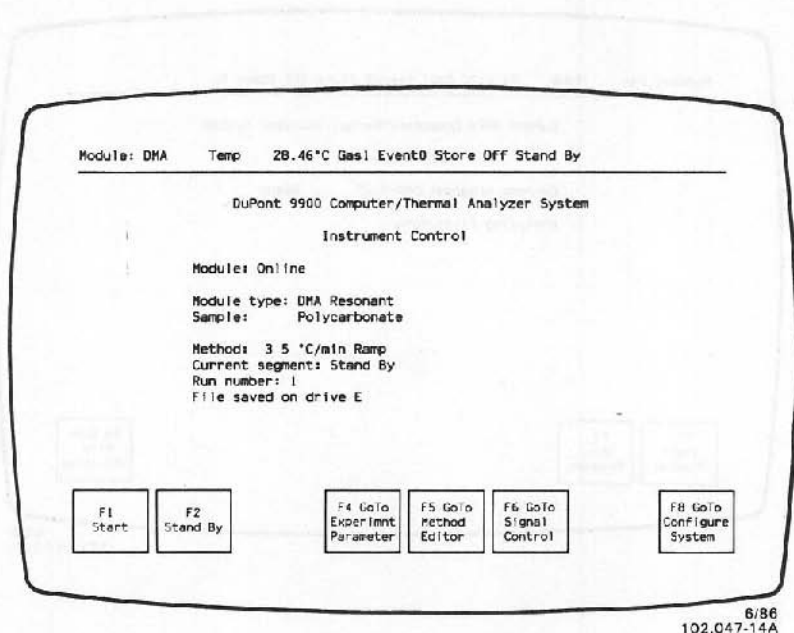 Module: DMA Temp 28.46°C Gas1 Event0 Store Off Stand By
DuPont 9900 Computer/Thermal Analyzer System
Instrument Control
Module: Online
Module type: DMA Resonant
Sample: Polycarbonate
Method: 3 5 °C/min Ramp
Current segment: Stand By
Run number: 1
File saved on drive E
F1
Start
F2
Stand By
F4 GoTo
Experimnt
Parameter
F5 GoTo
Method
Editor
F6 GoTo
Signal
Control
F8 GoTo
Configure
System
6/86
102.047-14A